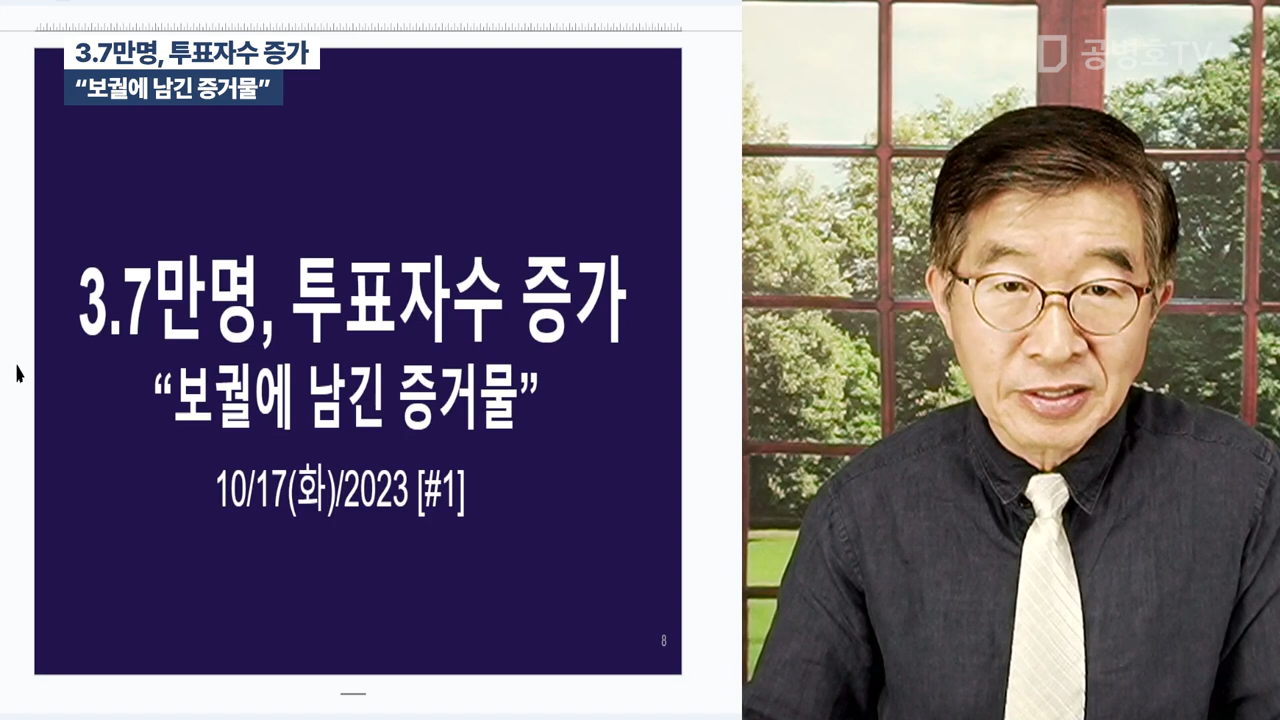 3.7만명, 투표자수 증가
“보궐에 남긴 증거물”
공병호TV
3.7만명, 투표자수 증가
“보궐에 남긴 증거물”
10/17(화)/2023 [#1]
8